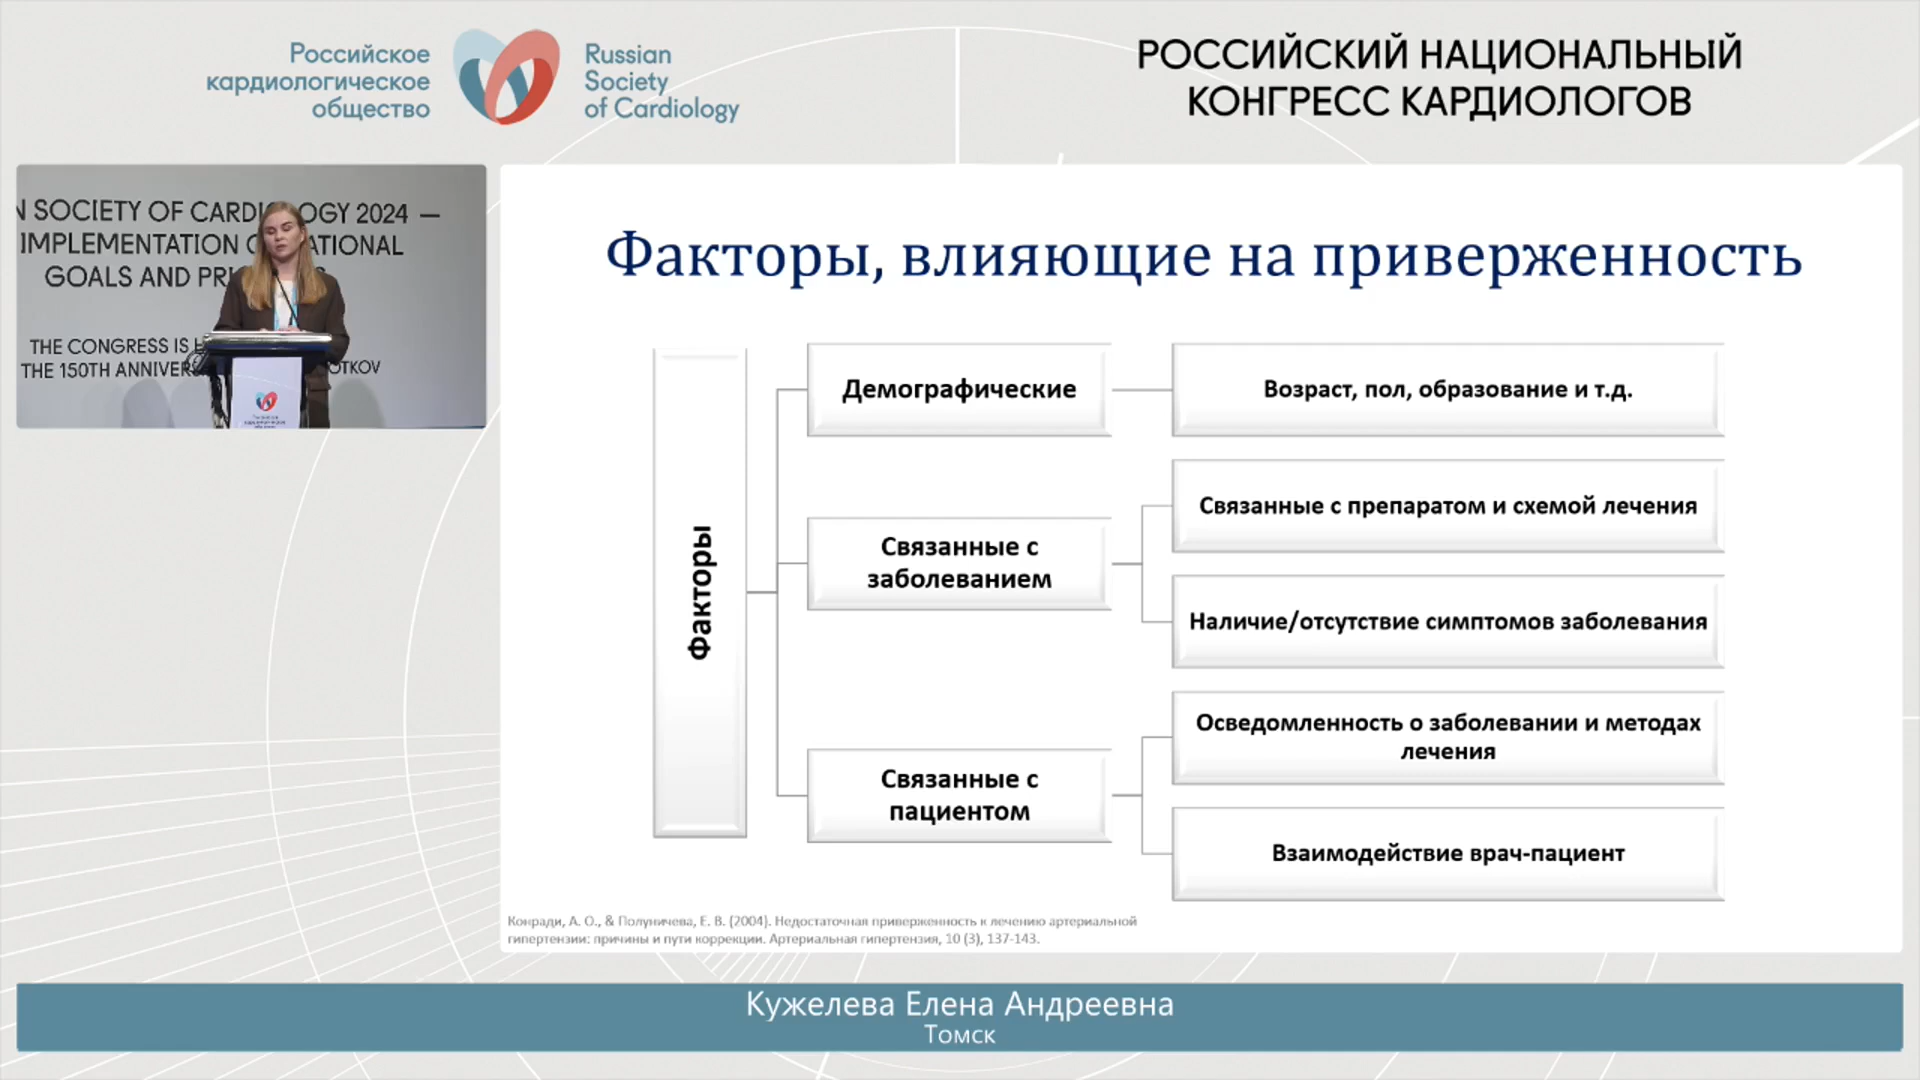 Российское
кардиологическое
общество
Russian
Society
of Cardiology
РОССИЙСКИЙ НАЦИОНАЛЬНЫЙ
КОНГРЕСС КАРДИОЛОГОВ
N SOCIETY OF CARDI OGY 2024 —
IMPLEMENTATION ATIONAL
GOALS AND PRI
THE CONGRESS IS
THE 150TH ANNIVER OTKOV
Факторы, влияющие на приверженность
Факторы
Демографические
Возраст, пол, образование и т.д.
Связанные с
заболеванием
Связанные с препаратом и схемой лечения
Наличие/отсутствие симптомов заболевания
Связанные с
пациентом
Осведомленность о заболевании и методах
лечения
Взаимодействие врач-пациент
Конради, А. О., & Полуничева, Е. В. (2004). Недостаточная приверженность к лечению артериальной
гипертензии: причины и пути коррекции. Артериальная гипертензия, 10 (3), 137-143.
Кужелева Елена Андреевна
Томск